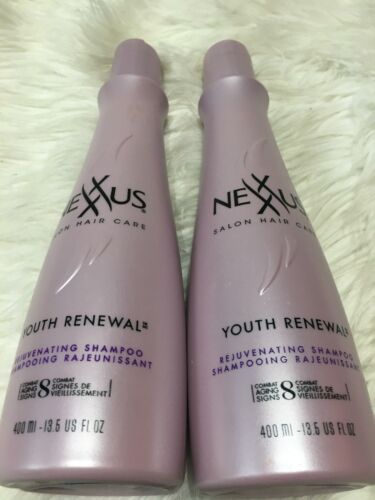 NEXXUS
SALON HAIR CARE
YOUTH RENEWAL
REJUVENATING SHAMPOO
SHAMPOOING RAJEUNISSANT
COMBAT AGING SIGNS 8 COMBAT SIGNES DE VIEILLISSEMENT
400 ml - 13.5 US FL OZ
NEXXUS
SALON HAIR CARE
YOUTH RENEWAL
REJUVENATING SHAMPOO
SHAMPOOING RAJEUNISSANT
COMBAT AGING SIGNS 8 COMBAT SIGNES DE VIEILLISSEMENT
400 ml - 13.5 US FL OZ